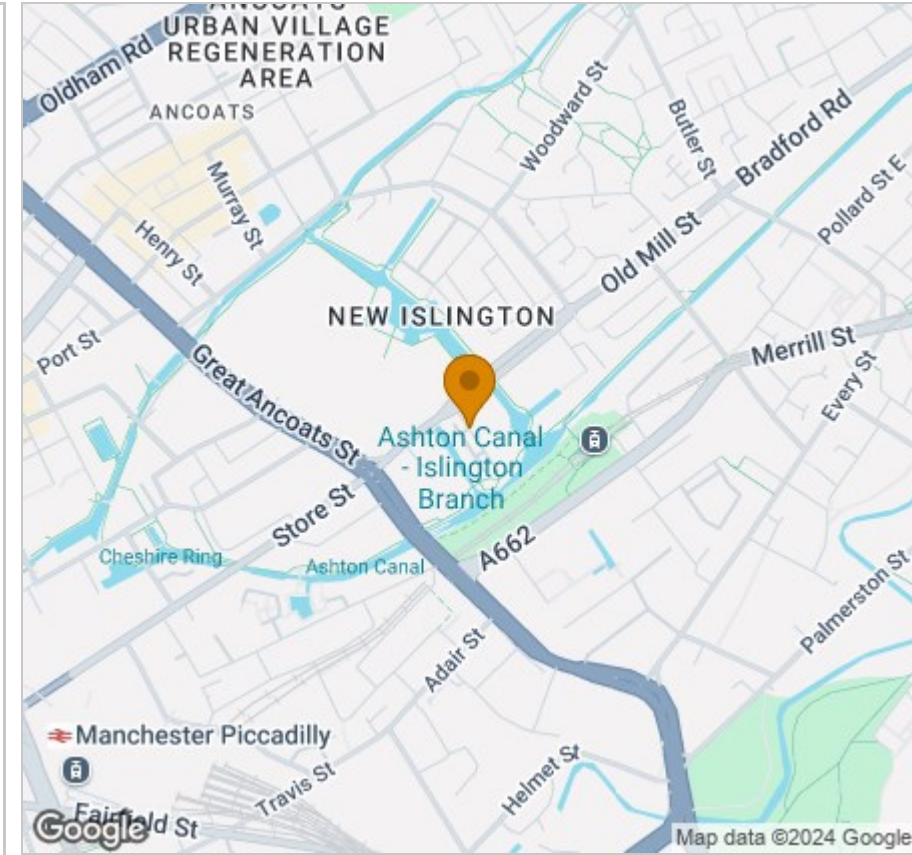 ANCOATS
URBAN VILLAGE
REGENERATION
AREA
Oldham Rd
ANCOATS
Woodward St
Butler St
Bradford Rd
Pollard St E
Murray St
Henry St
Old Mill St
NEW ISLINGTON
Port St
Great Ancoats St
Merrill St
Every St
Ashton Canal
- Islington
Branch
Store St
Cheshire Ring
Ashton Canal
A662
Palmerston St
Adair St
Manchester Piccadilly
Travis St
Helmet St
Fairfield St
Google
Map data ©2024 Google